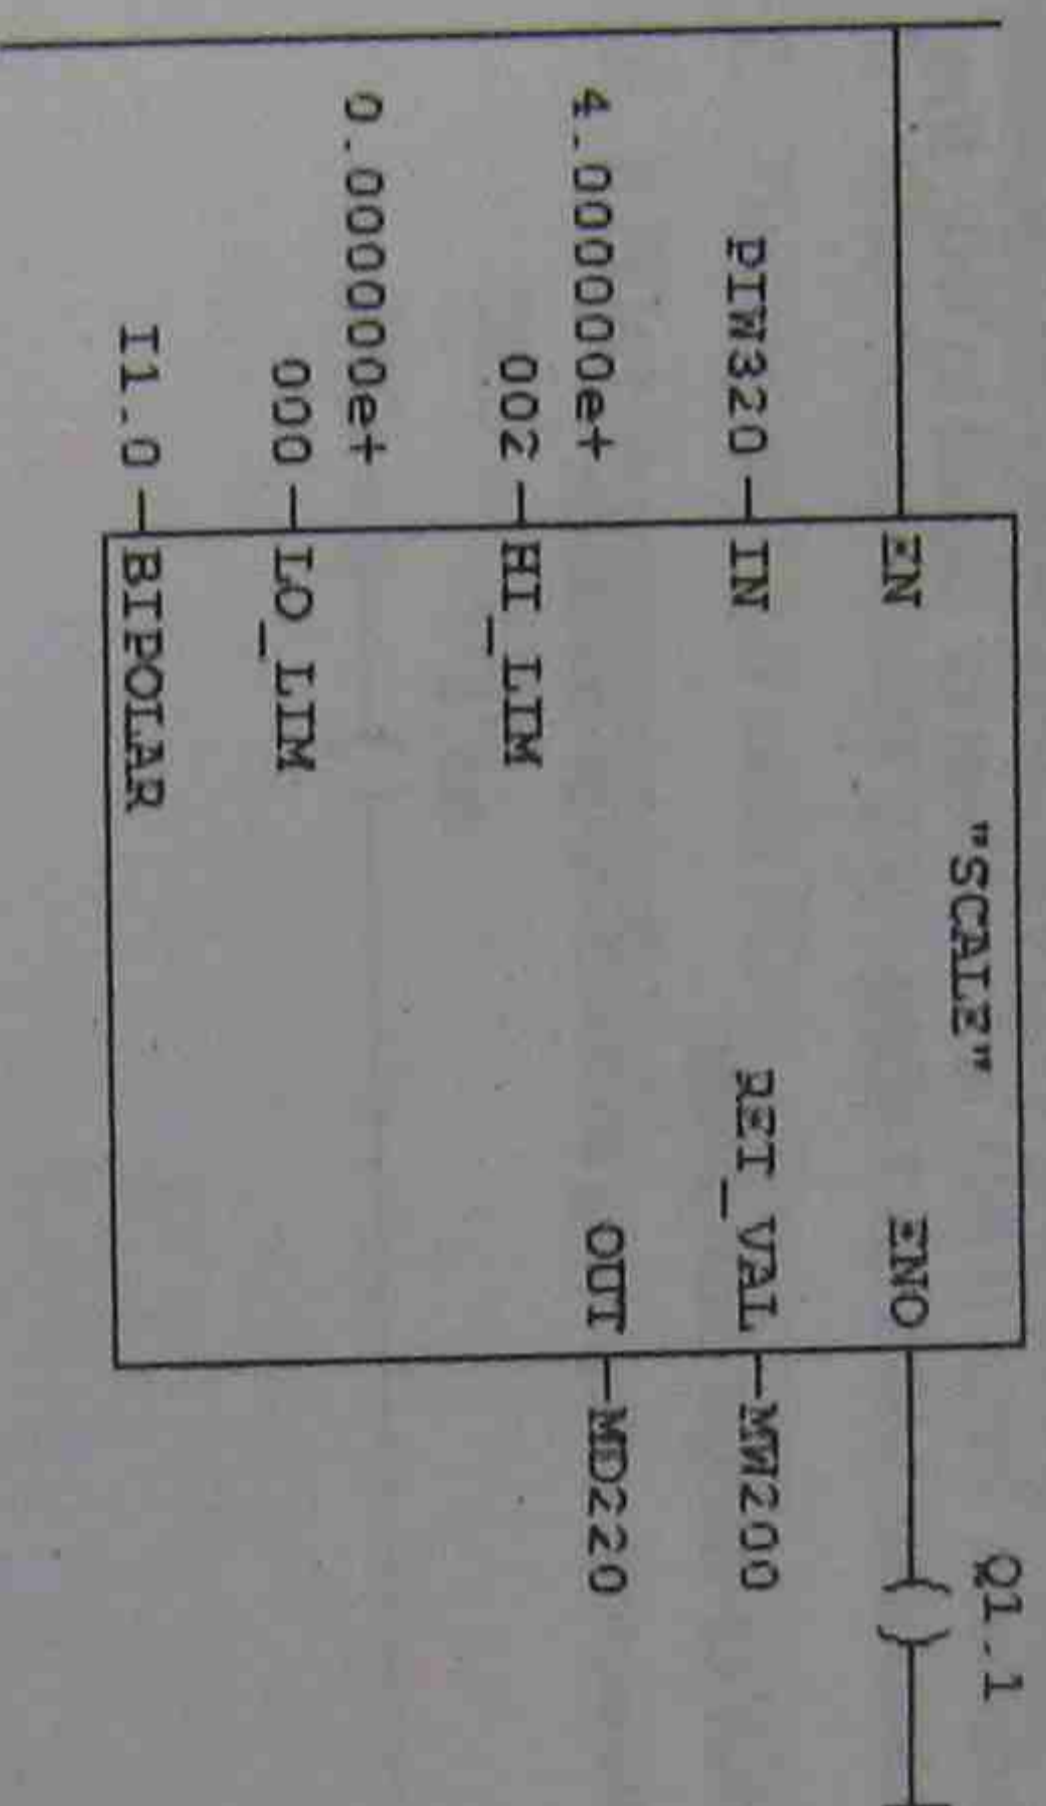 Q1.1
"SCALE"
EN ENO
PIW320 IN RET_VAL MW200
4.000000e+ OUT MD220
002 HI_LIM
0.000000e+
000 LO_LIM
I1.0 BIPOLAR